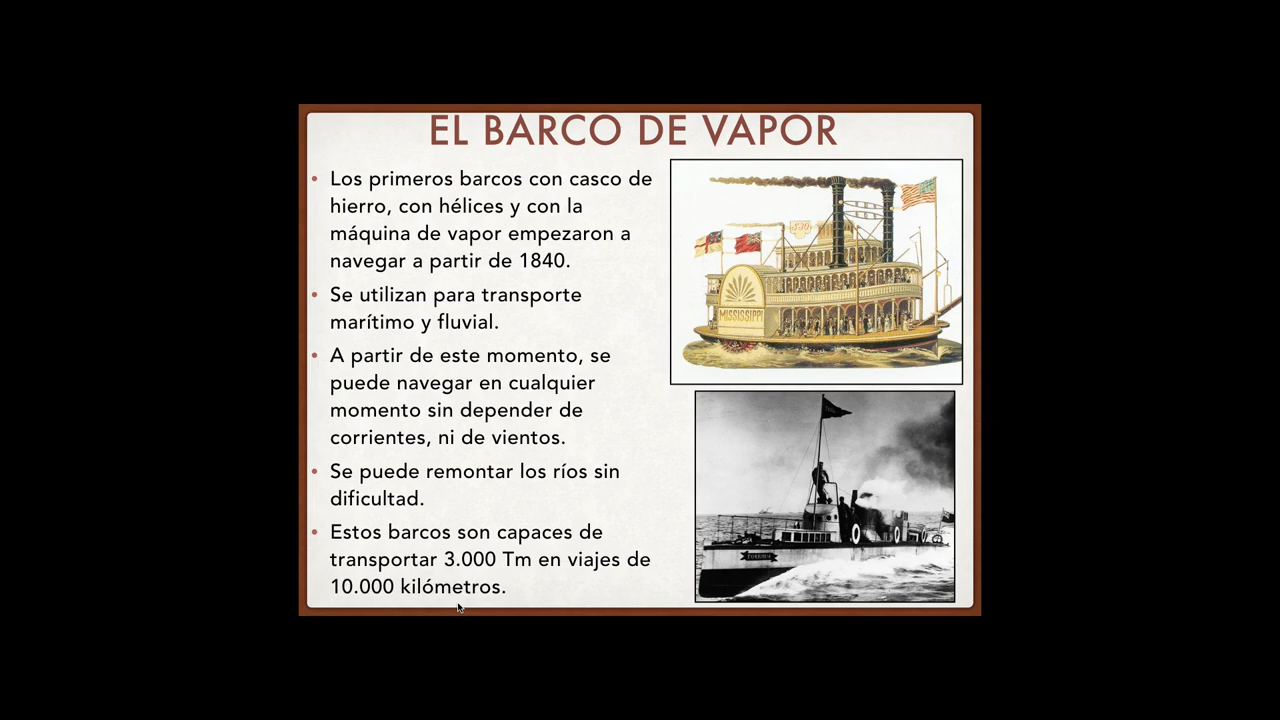 EL BARCO DE VAPOR
• Los primeros barcos con casco de
hierro, con hélices y con la
máquina de vapor empezaron a
navegar a partir de 1840.
• Se utilizan para transporte
marítimo y fluvial.
• A partir de este momento, se
puede navegar en cualquier
momento sin depender de
corrientes, ni de vientos.
• Se puede remontar los ríos sin
dificultad.
• Estos barcos son capaces de
transportar 3.000 Tm en viajes de
10.000 kilómetros.
MISSISSIPPI